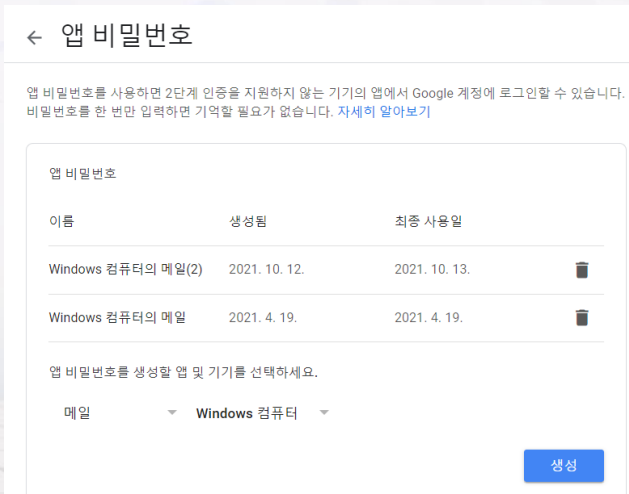 앱 비밀번호
앱 비밀번호를 사용하면 2단계 인증을 지원하지 않는 기기의 앱에서 Google 계정에 로그인할 수 있습니다.
비밀번호를 한 번만 입력하면 기억할 필요가 없습니다. 자세히 알아보기
앱 비밀번호
이름 생성됨 최종 사용일
Windows 컴퓨터의 메일(2) 2021. 10. 12. 2021. 10. 13.
Windows 컴퓨터의 메일 2021. 4. 19. 2021. 4. 19.
앱 비밀번호를 생성할 앱 및 기기를 선택하세요.
메일 Windows 컴퓨터
생성